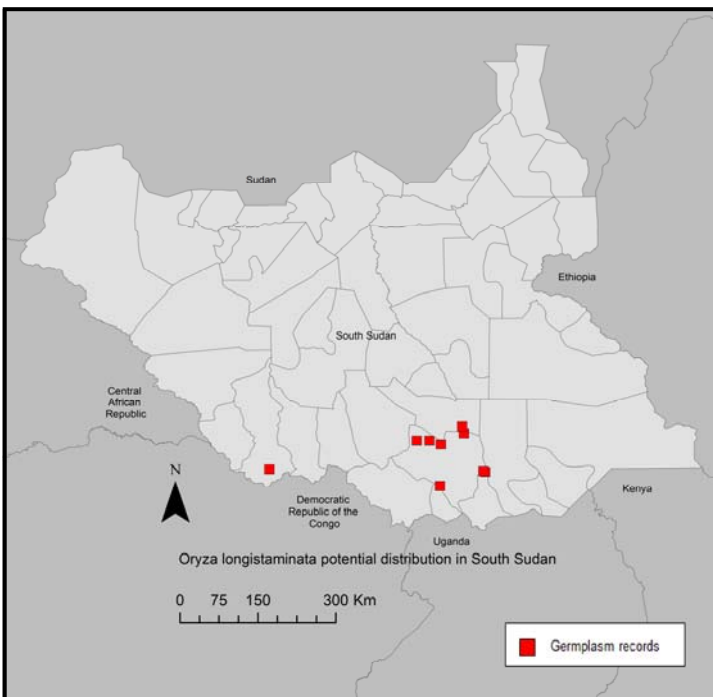 Sudan
Ethiopia
South Sudan
Central
African
Republic
N
Democratic
Republic of the
Congo
Kenya
Uganda
Oryza longistaminata potential distribution in South Sudan
0 75 150 300 Km
Germplasm records